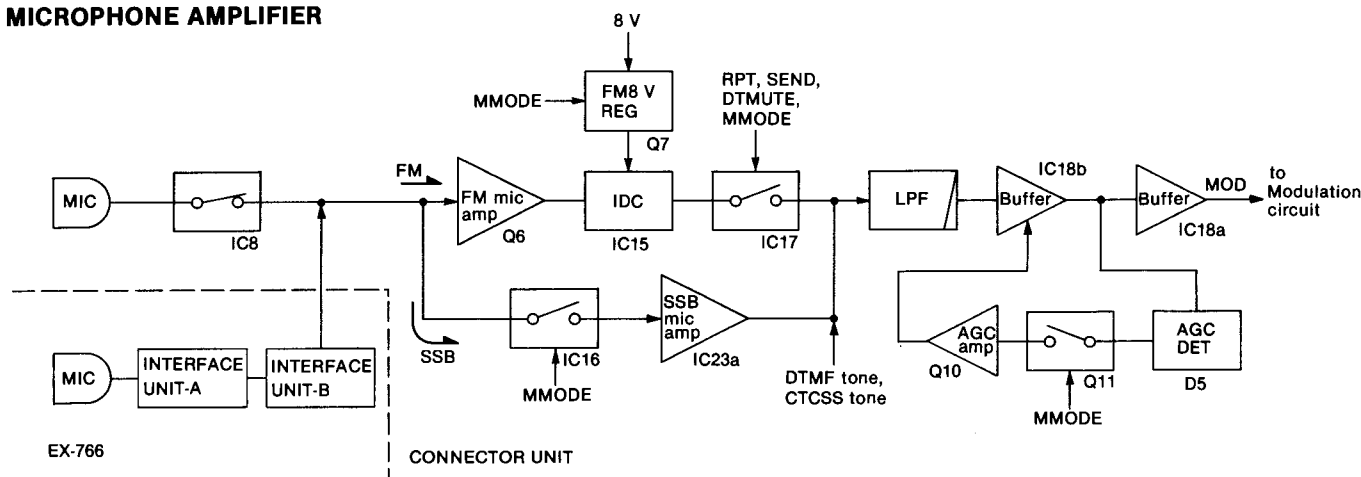 MICROPHONE AMPLIFIER
8 V
MMODE
FM8 V
REG
Q7
RPT, SEND,
DTMUTE,
MMODE
MIC
IC8
FM
FM mic
amp
Q6
IDC
IC15
IC17
LPF
IC18b
Buffer
Buffer
IC18a
MOD
to
Modulation
circuit
SSB
IC16
MMODE
SSB
mic
amp
IC23a
DTMF tone,
CTCSS tone
AGC
amp
Q10
Q11
MMODE
AGC
DET
D5
MIC
INTERFACE
UNIT-A
INTERFACE
UNIT-B
EX-766
CONNECTOR UNIT